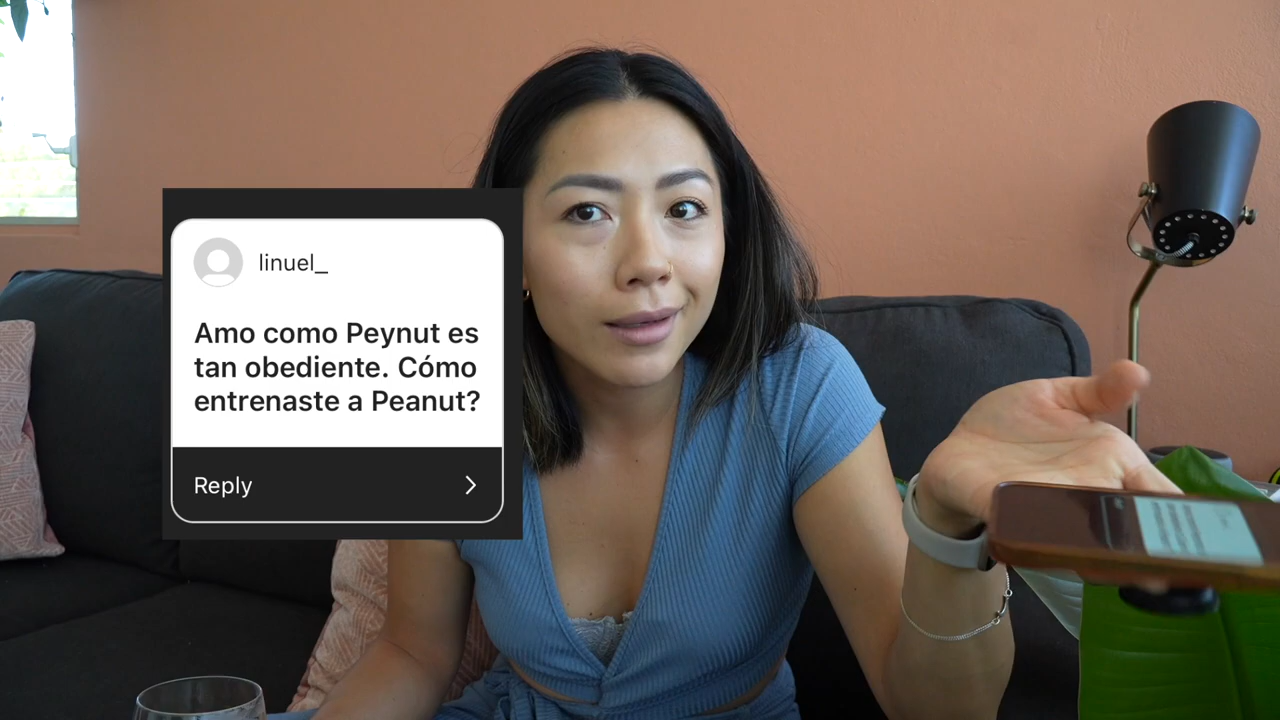 linuel_
Amo como Peynut es
tan obediente. Cómo
entrenaste a Peanut?
Reply